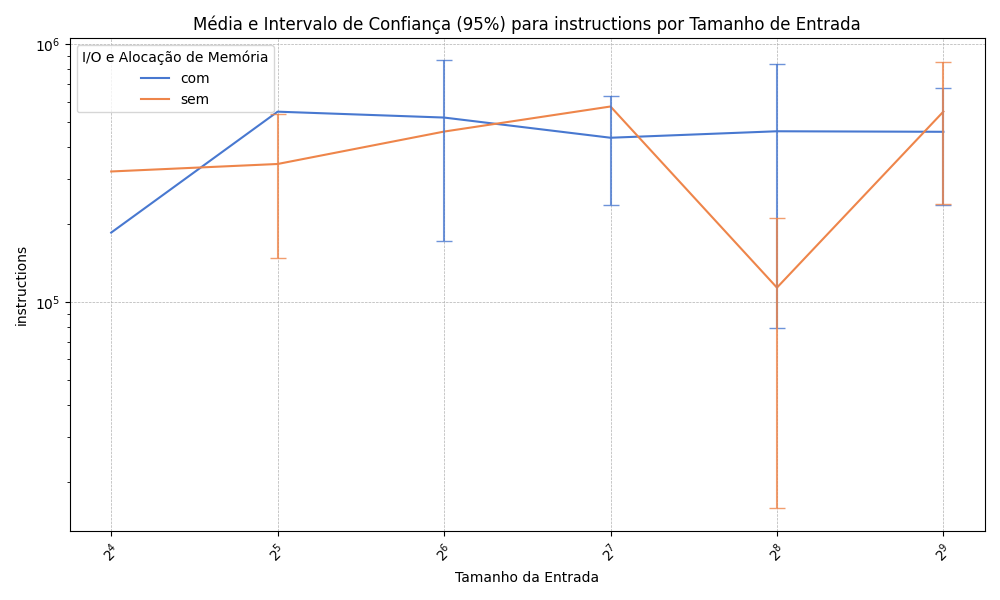 Média e Intervalo de Confiança (95%) para instructions por Tamanho de Entrada
I/O e Alocação de Memória
com
sem
instructions
10⁶
10⁵
2⁴
2⁵
2⁶
2⁷
2⁸
2⁹
Tamanho da Entrada